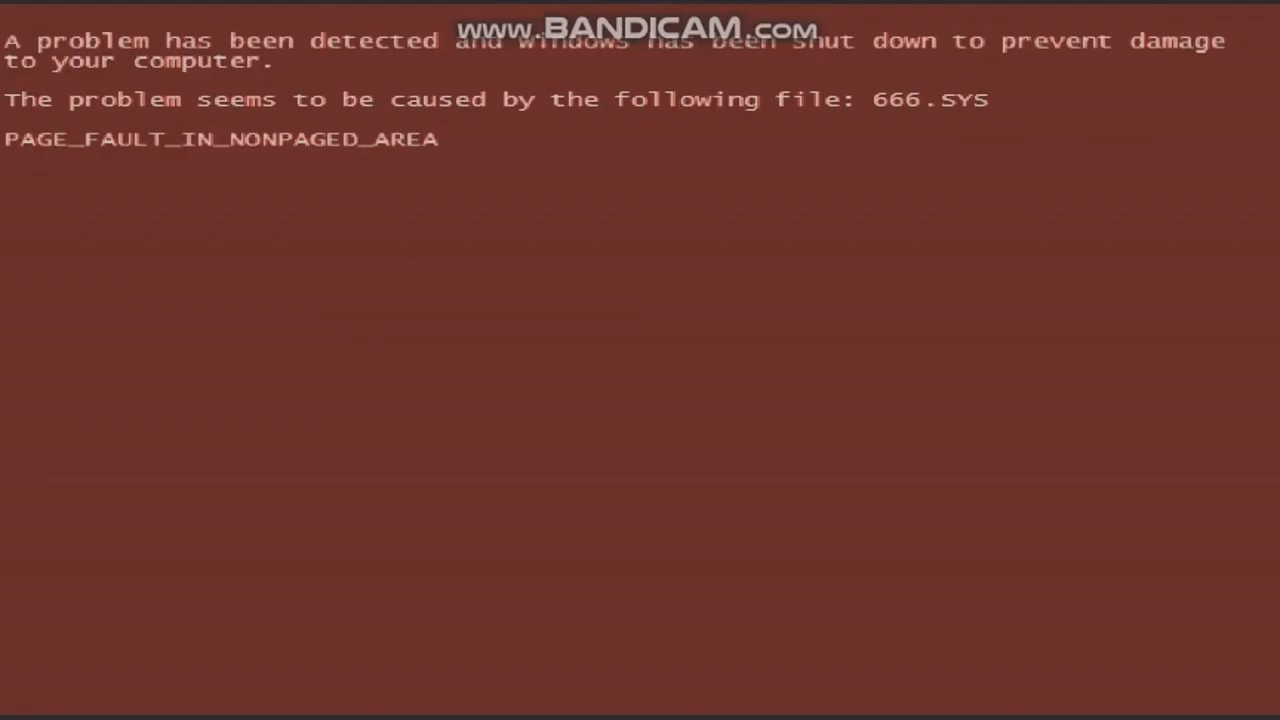 www.BANDICAM.com
A problem has been detected and windows has been shut down to prevent damage
to your computer.
The problem seems to be caused by the following file: 666.SYS
PAGE_FAULT_IN_NONPAGED_AREA